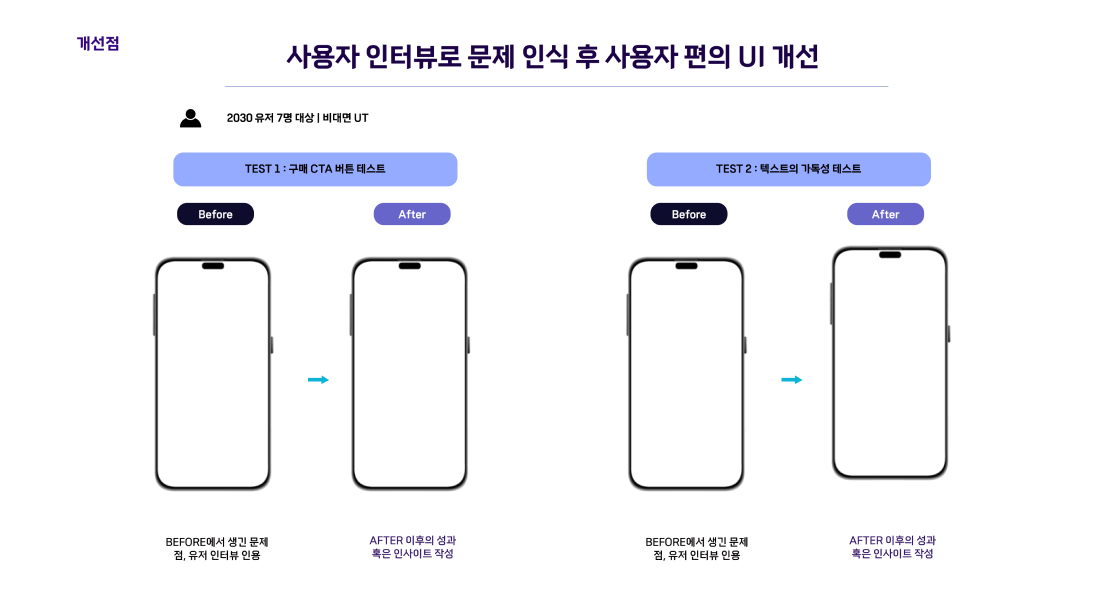 개선점
사용자 인터뷰로 문제 인식 후 사용자 편의 UI 개선
2030 유저 7명 대상 | 비대면 UT
TEST 1 : 구매 CTA 버튼 테스트
Before
After
BEFORE에서 생긴 문제
점, 유저 인터뷰 인용
AFTER 이후의 성과
혹은 인사이트 작성
TEST 2 : 텍스트의 가독성 테스트
Before
After
BEFORE에서 생긴 문제
점, 유저 인터뷰 인용
AFTER 이후의 성과
혹은 인사이트 작성